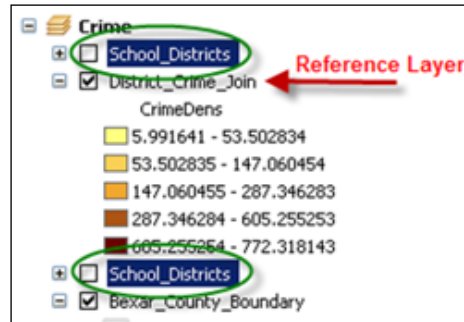 Crime
School_Districts
District_Crime_Join
Reference Layer
CrimeDens
5.991641 - 53.502834
53.502835 - 147.060454
147.060455 - 287.346283
287.346284 - 605.255253
605.255254 - 772.318143
School_Districts
Bexar_County_Boundary